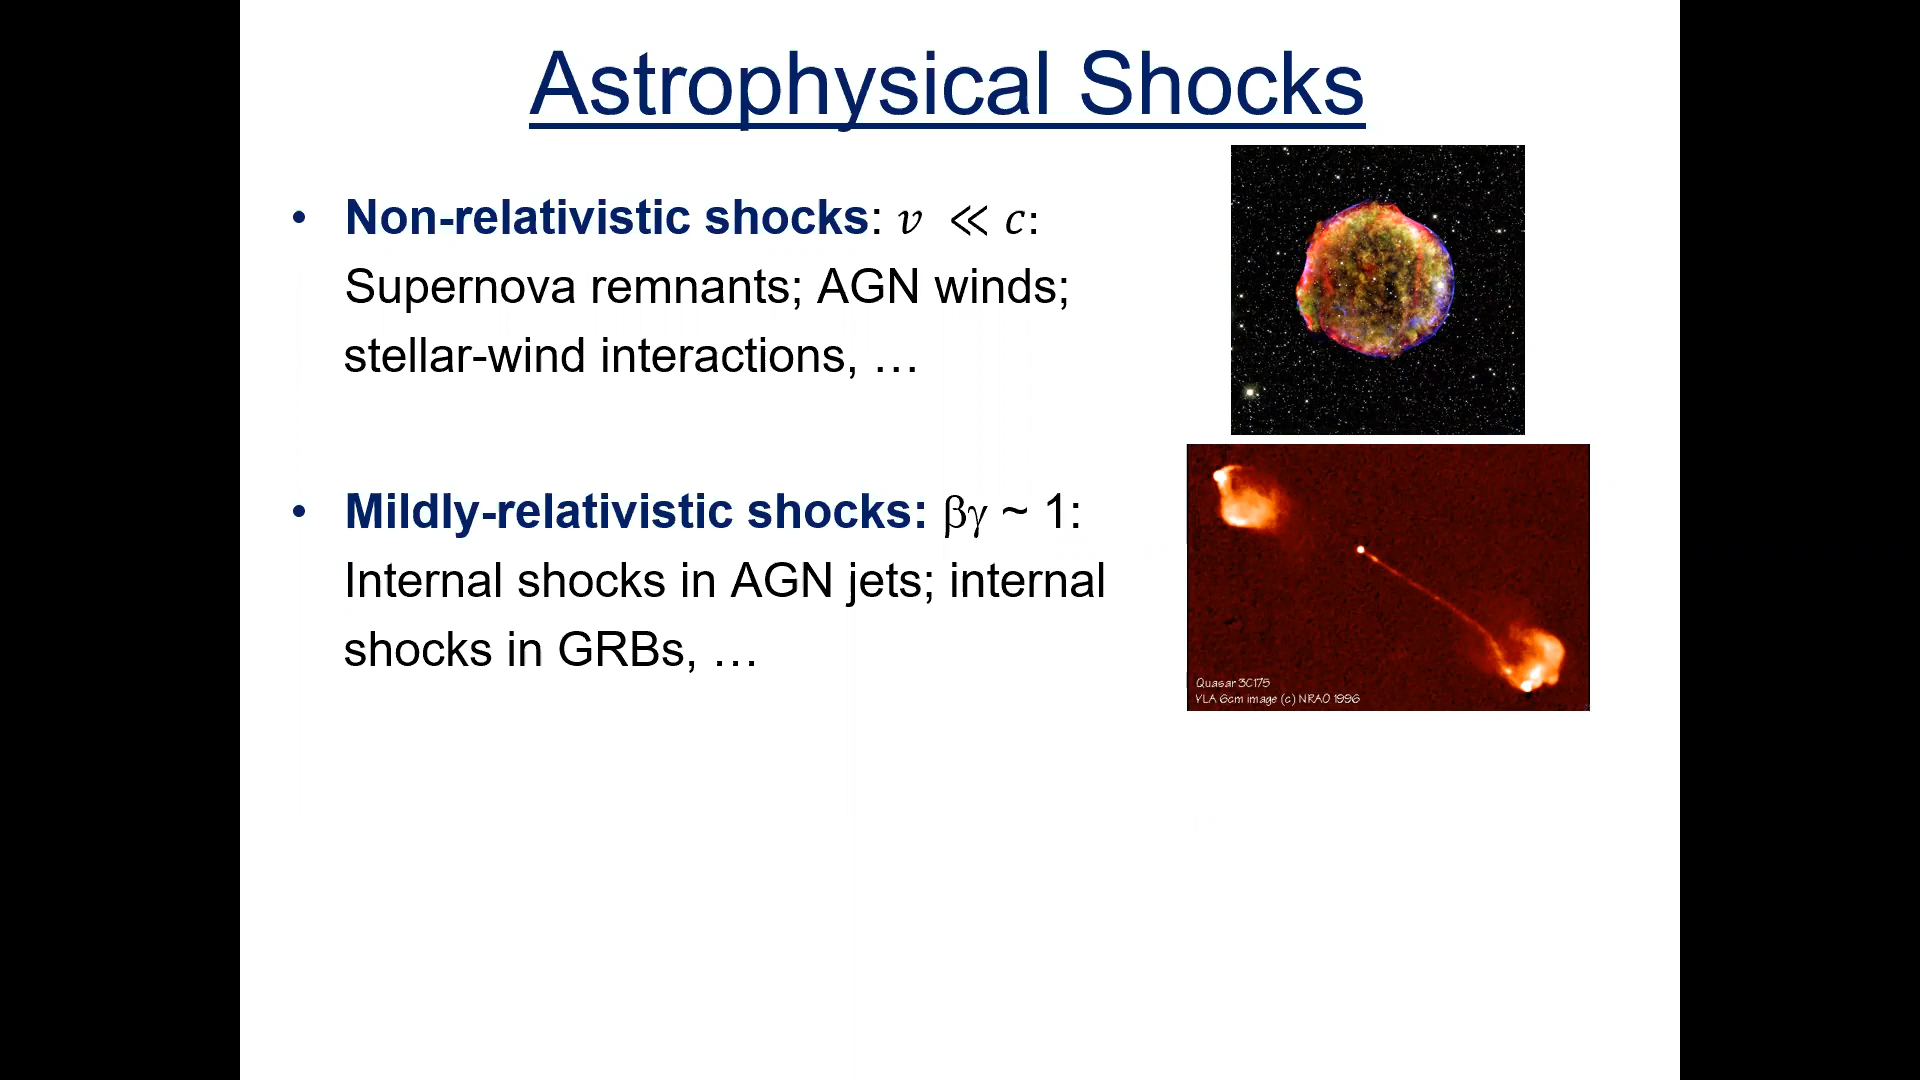 Astrophysical Shocks
• Non-relativistic shocks: v ≪ c:
Supernova remnants; AGN winds;
stellar-wind interactions, …
• Mildly-relativistic shocks: βγ ~ 1:
Internal shocks in AGN jets; internal
shocks in GRBs, …
Quasar 3C175
VLA 6cm image (c) NRAO 1996